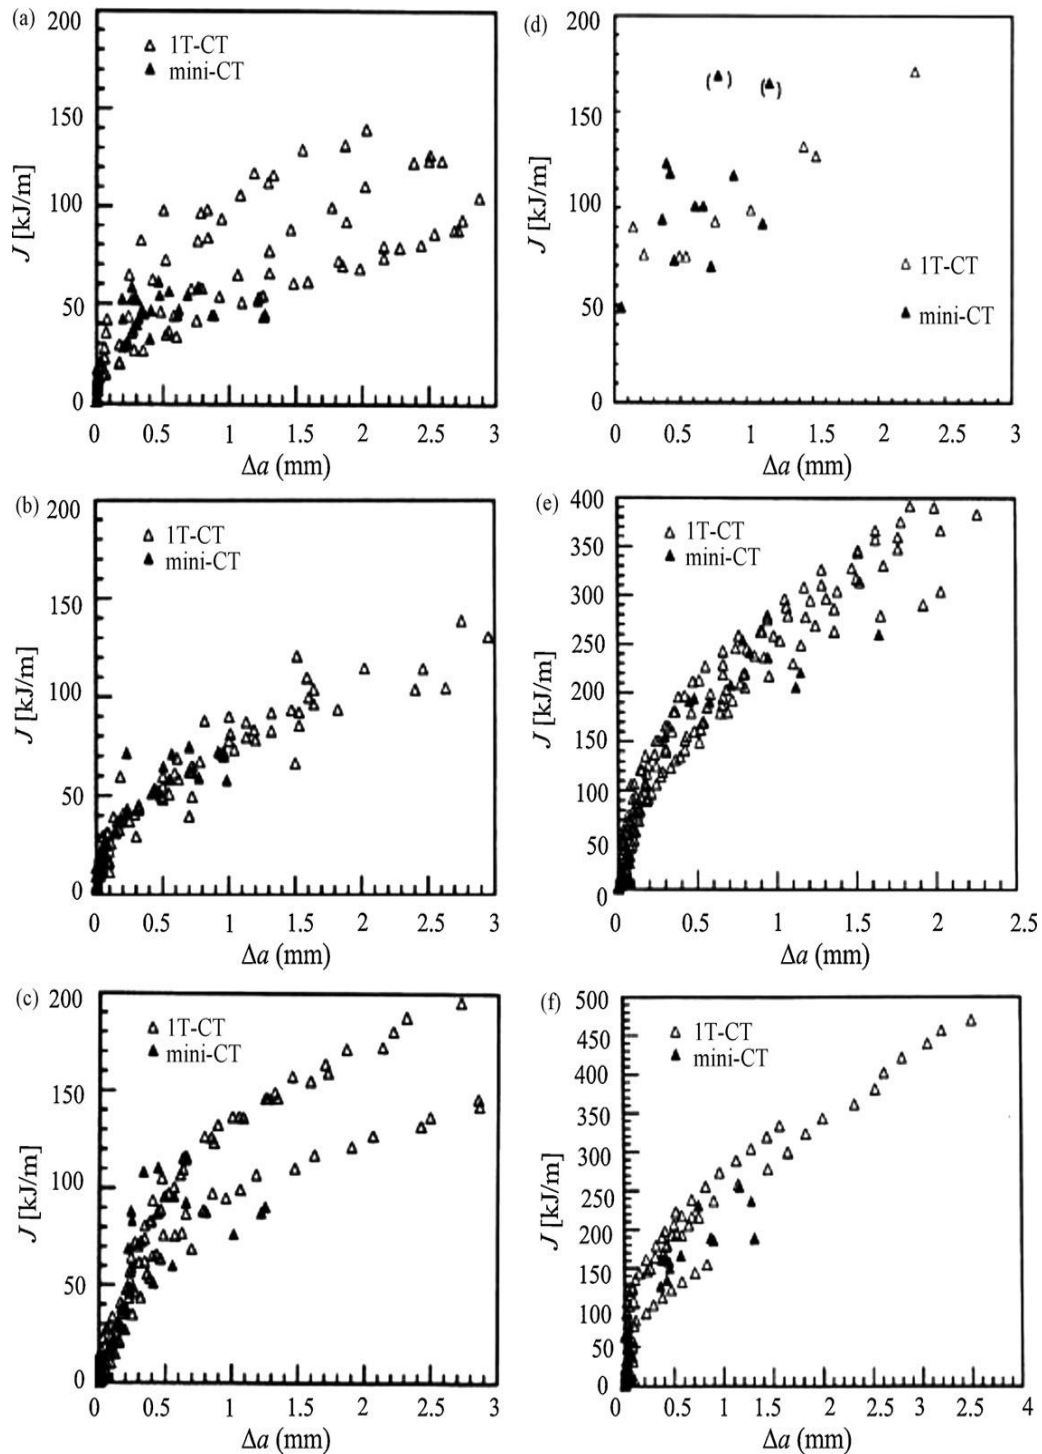 (a)
200
150
100
50
0
1T-CT
mini-CT
J [kJ/m]
0 0.5 1 1.5 2 2.5 3
Δa (mm)
(b)
200
150
100
50
0
1T-CT
mini-CT
J [kJ/m]
0 0.5 1 1.5 2 2.5 3
Δa (mm)
(c)
200
150
100
50
0
1T-CT
mini-CT
J [kJ/m]
0 0.5 1 1.5 2 2.5 3
Δa (mm)
(d)
200
150
100
50
0
( )
( )
1T-CT
mini-CT
J [kJ/m]
0 0.5 1 1.5 2 2.5 3
Δa (mm)
(e)
400
350
300
250
200
150
100
50
0
1T-CT
mini-CT
J [kJ/m]
0 0.5 1 1.5 2 2.5
Δa (mm)
(f)
500
450
400
350
300
250
200
150
100
50
0
1T-CT
mini-CT
J [kJ/m]
0 0.5 1 1.5 2 2.5 3 3.5 4
Δa (mm)